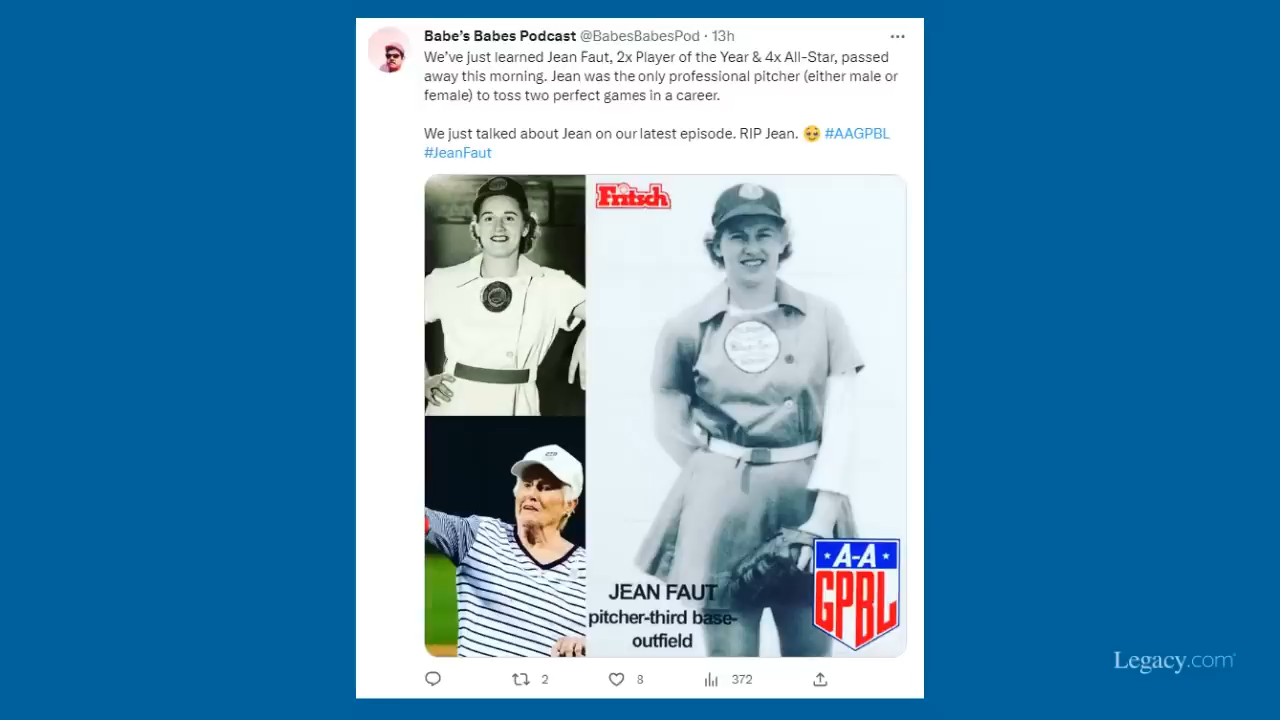 Babe's Babes Podcast @BabesBabesPod · 13h
We've just learned Jean Faut, 2x Player of the Year & 4x All-Star, passed
away this morning. Jean was the only professional pitcher (either male or
female) to toss two perfect games in a career.
We just talked about Jean on our latest episode. RIP Jean. 🥹 #AAGPBL
#JeanFaut
Fritsch
JEAN FAUT
pitcher-third base-
outfield
A-A
GPBL
2
8
372
Legacy.com